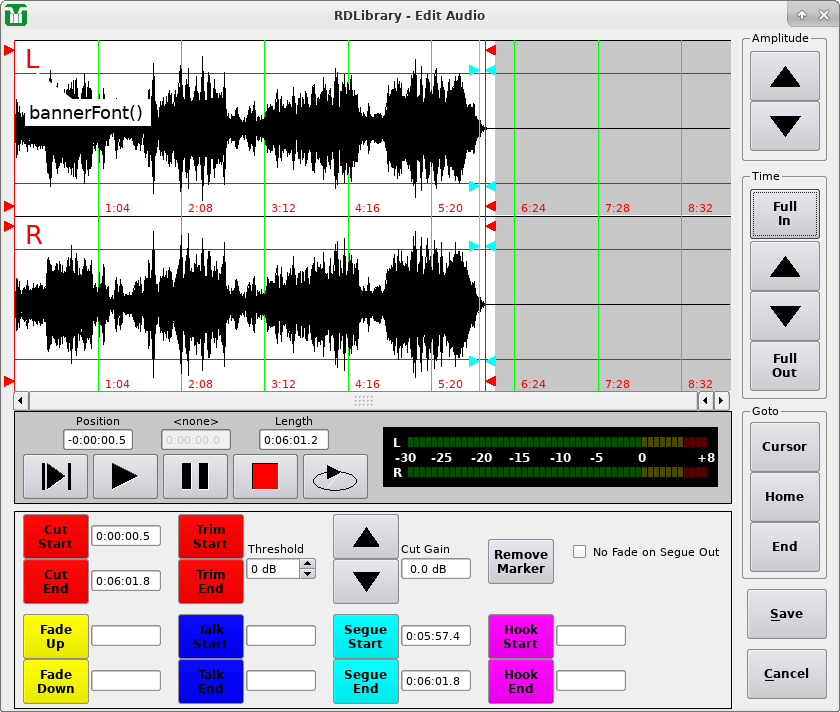 RDLibrary - Edit Audio
L
bannerFont()
1:04 2:08 3:12 4:16 5:20 6:24 7:28 8:32
R
1:04 2:08 3:12 4:16 5:20 6:24 7:28 8:32
Amplitude
Time
Full
In
Full
Out
Goto
Cursor
Home
End
Save
Cancel
Position <none> Length
-0:00:00.5 0:00:00.0 0:06:01.2
L
-30 -25 -20 -15 -10 -5 0 +8
R
Cut
Start
0:00:00.5
Cut
End
0:06:01.8
Trim
Start
Trim
End
Threshold
0 dB
Cut Gain
0.0 dB
Remove
Marker
No Fade on Segue Out
Fade
Up
Fade
Down
Talk
Start
Talk
End
Segue
Start
0:05:57.4
Segue
End
0:06:01.8
Hook
Start
Hook
End